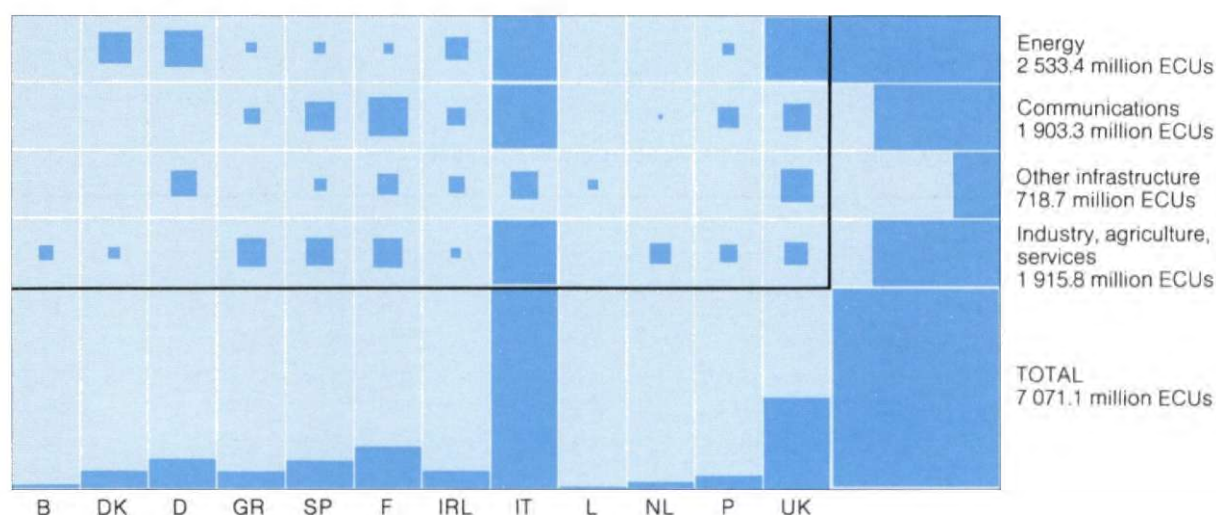 Energy
2 533.4 million ECUs
Communications
1 903.3 million ECUs
Other infrastructure
718.7 million ECUs
Industry, agriculture,
services
1 915.8 million ECUs
TOTAL
7 071.1 million ECUs
B DK D GR SP F IRL IT L NL P UK